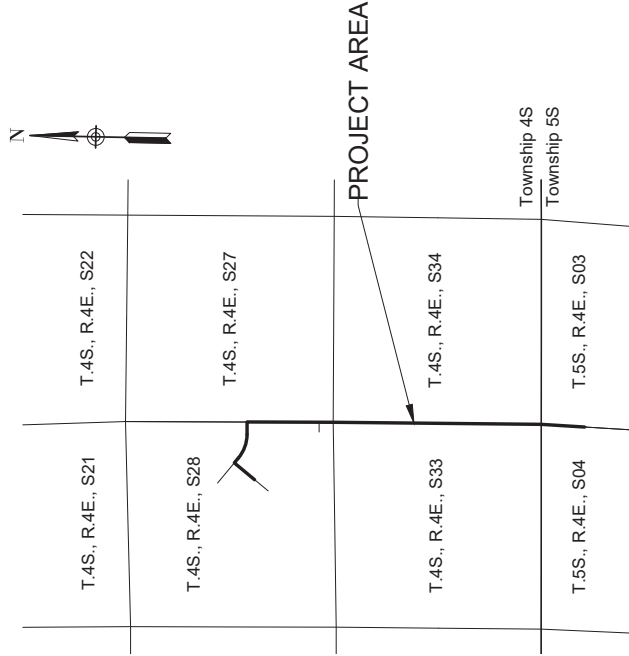 N
T.4S., R.4E., S21
T.4S., R.4E., S22
T.4S., R.4E., S28
T.4S., R.4E., S27
PROJECT AREA
T.4S., R.4E., S33
T.4S., R.4E., S34
Township 4S
Township 5S
T.5S., R.4E., S04
T.5S., R.4E., S03